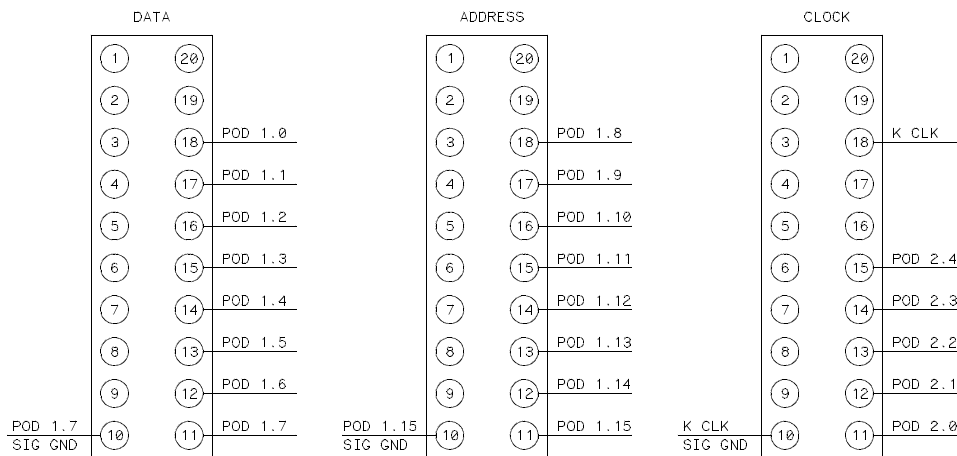 DATA
1 20
2 19
3 18 POD 1.0
4 17 POD 1.1
5 16 POD 1.2
6 15 POD 1.3
7 14 POD 1.4
8 13 POD 1.5
9 12 POD 1.6
POD 1.7
SIG GND
10 11 POD 1.7
ADDRESS
1 20
2 19
3 18 POD 1.8
4 17 POD 1.9
5 16 POD 1.10
6 15 POD 1.11
7 14 POD 1.12
8 13 POD 1.13
9 12 POD 1.14
POD 1.15
SIG GND
10 11 POD 1.15
CLOCK
1 20
2 19
3 18 K CLK
4 17
5 16
6 15 POD 2.4
7 14 POD 2.3
8 13 POD 2.2
9 12 POD 2.1
K CLK
SIG GND
10 11 POD 2.0